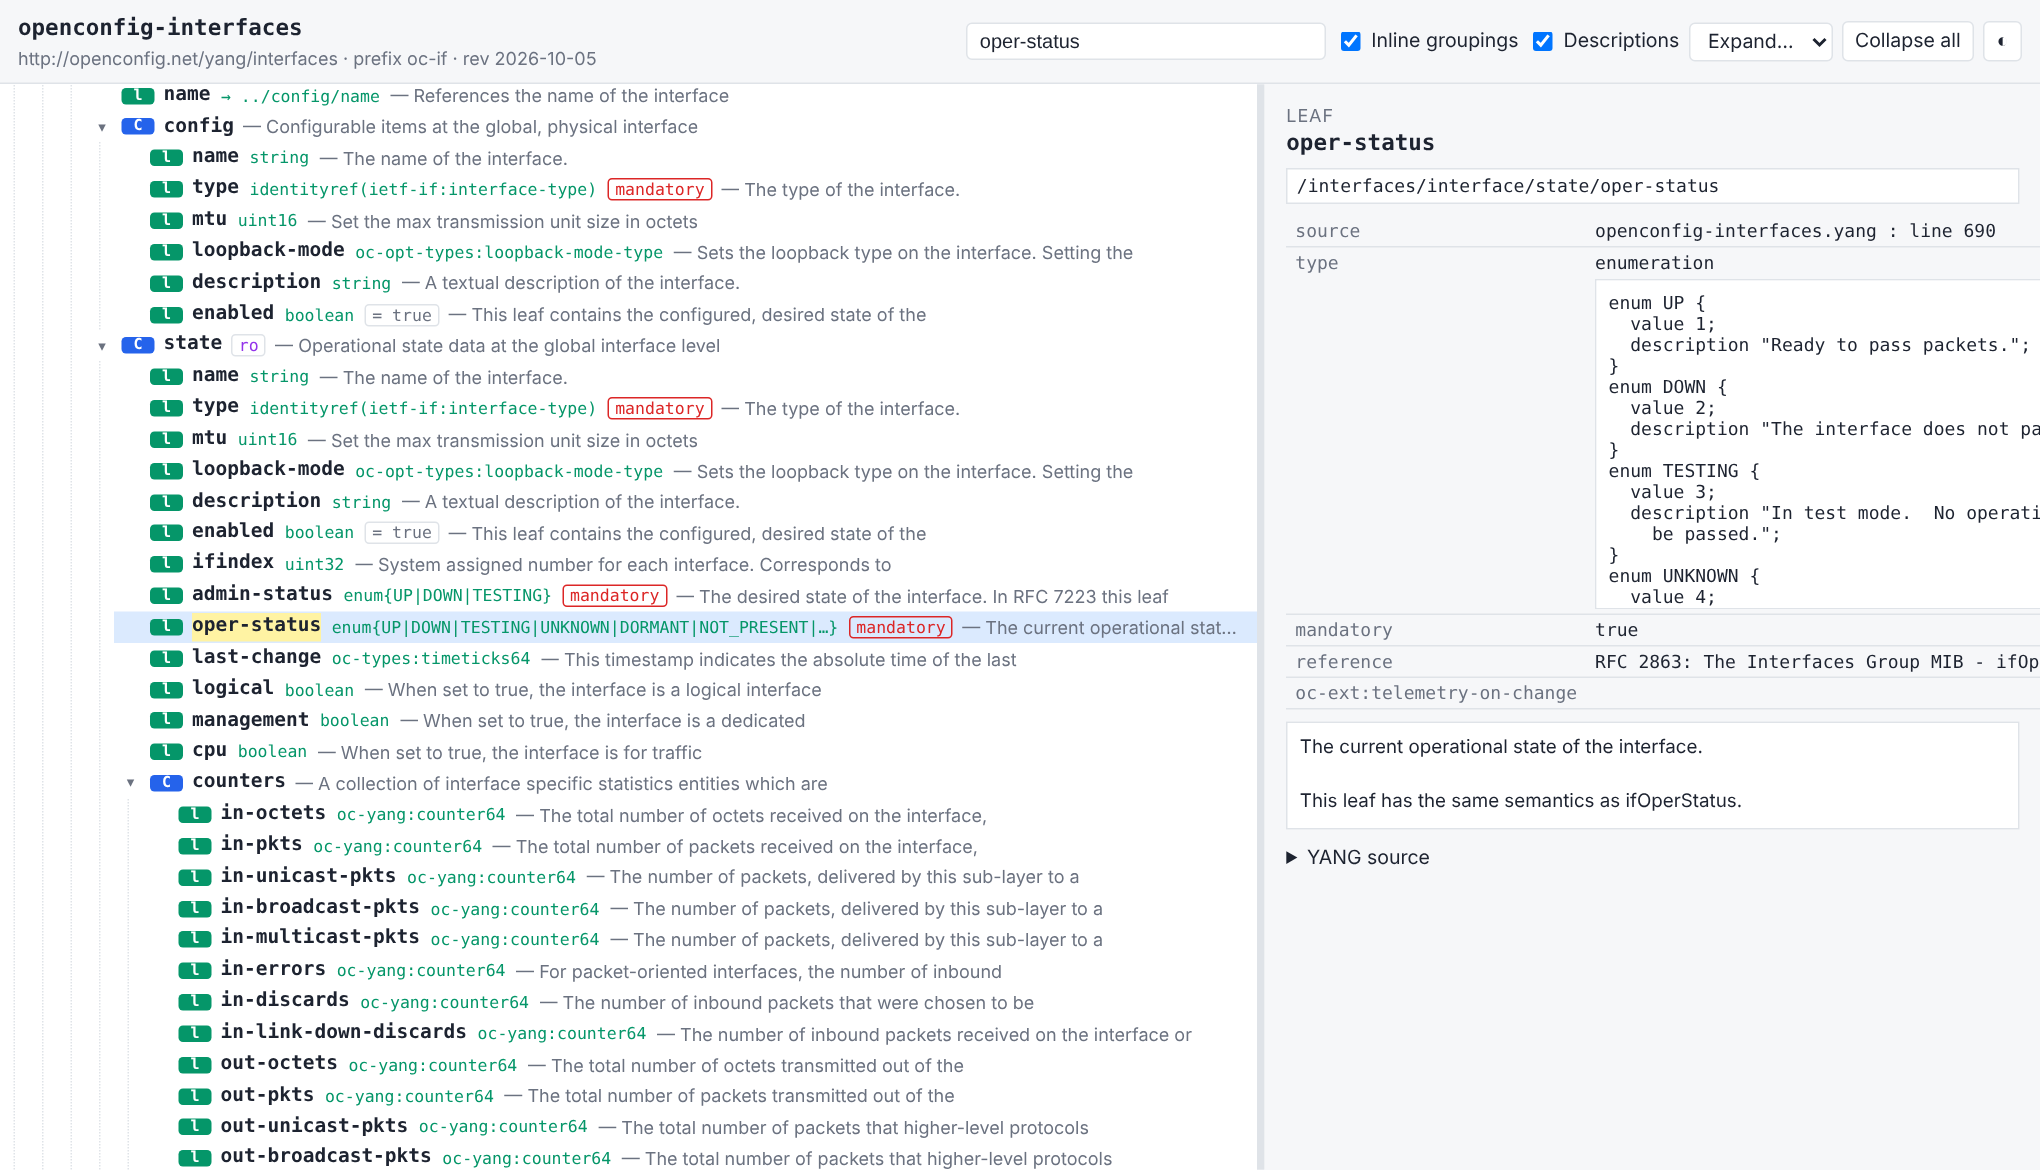 openconfig-interfaces
http://openconfig.net/yang/interfaces · prefix oc-if · rev 2026-10-05
oper-status
Inline groupings
Descriptions
Expand...
Collapse all
l name → ../config/name — References the name of the interface
▾ C config — Configurable items at the global, physical interface
l name string — The name of the interface.
l type identityref(ietf-if:interface-type) mandatory — The type of the interface.
l mtu uint16 — Set the max transmission unit size in octets
l loopback-mode oc-opt-types:loopback-mode-type — Sets the loopback type on the interface. Setting the
l description string — A textual description of the interface.
l enabled boolean = true — This leaf contains the configured, desired state of the
▾ C state ro — Operational state data at the global interface level
l name string — The name of the interface.
l type identityref(ietf-if:interface-type) mandatory — The type of the interface.
l mtu uint16 — Set the max transmission unit size in octets
l loopback-mode oc-opt-types:loopback-mode-type — Sets the loopback type on the interface. Setting the
l description string — A textual description of the interface.
l enabled boolean = true — This leaf contains the configured, desired state of the
l ifindex uint32 — System assigned number for each interface. Corresponds to
l admin-status enum{UP|DOWN|TESTING} mandatory — The desired state of the interface. In RFC 7223 this leaf
l oper-status enum{UP|DOWN|TESTING|UNKNOWN|DORMANT|NOT_PRESENT|…} mandatory — The current operational stat...
l last-change oc-types:timeticks64 — This timestamp indicates the absolute time of the last
l logical boolean — When set to true, the interface is a logical interface
l management boolean — When set to true, the interface is a dedicated
l cpu boolean — When set to true, the interface is for traffic
▾ C counters — A collection of interface specific statistics entities which are
l in-octets oc-yang:counter64 — The total number of octets received on the interface,
l in-pkts oc-yang:counter64 — The total number of packets received on the interface,
l in-unicast-pkts oc-yang:counter64 — The number of packets, delivered by this sub-layer to a
l in-broadcast-pkts oc-yang:counter64 — The number of packets, delivered by this sub-layer to a
l in-multicast-pkts oc-yang:counter64 — The number of packets, delivered by this sub-layer to a
l in-errors oc-yang:counter64 — For packet-oriented interfaces, the number of inbound
l in-discards oc-yang:counter64 — The number of inbound packets that were chosen to be
l in-link-down-discards oc-yang:counter64 — The number of inbound packets received on the interface or
l out-octets oc-yang:counter64 — The total number of octets transmitted out of the
l out-pkts oc-yang:counter64 — The total number of packets transmitted out of the
l out-unicast-pkts oc-yang:counter64 — The total number of packets that higher-level protocols
l out-broadcast-pkts oc-yang:counter64 — The total number of packets that higher-level protocols
LEAF
oper-status
/interfaces/interface/state/oper-status
source openconfig-interfaces.yang : line 690
type enumeration
enum UP {
value 1;
description "Ready to pass packets.";
}
enum DOWN {
value 2;
description "The interface does not pa
}
enum TESTING {
value 3;
description "In test mode.  No operati
be passed.";
}
enum UNKNOWN {
value 4;
mandatory true
reference RFC 2863: The Interfaces Group MIB - ifOp
oc-ext:telemetry-on-change
The current operational state of the interface.
This leaf has the same semantics as ifOperStatus.
▶ YANG source